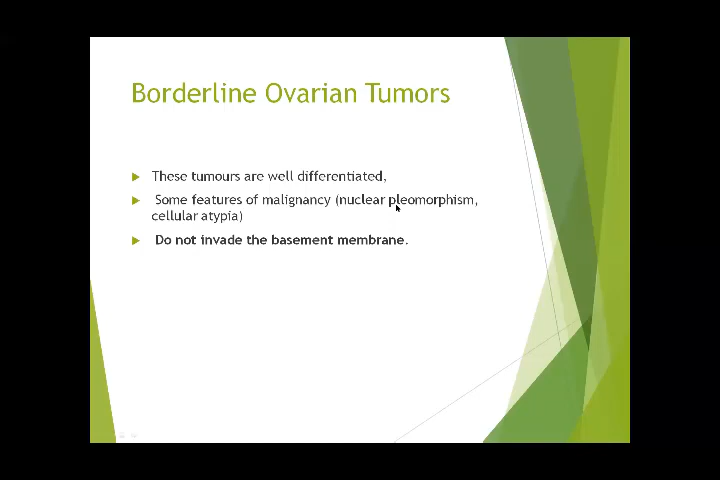 Borderline Ovarian Tumors
These tumours are well differentiated,
Some features of malignancy (nuclear pleomorphism,
cellular atypia)
Do not invade the basement membrane.